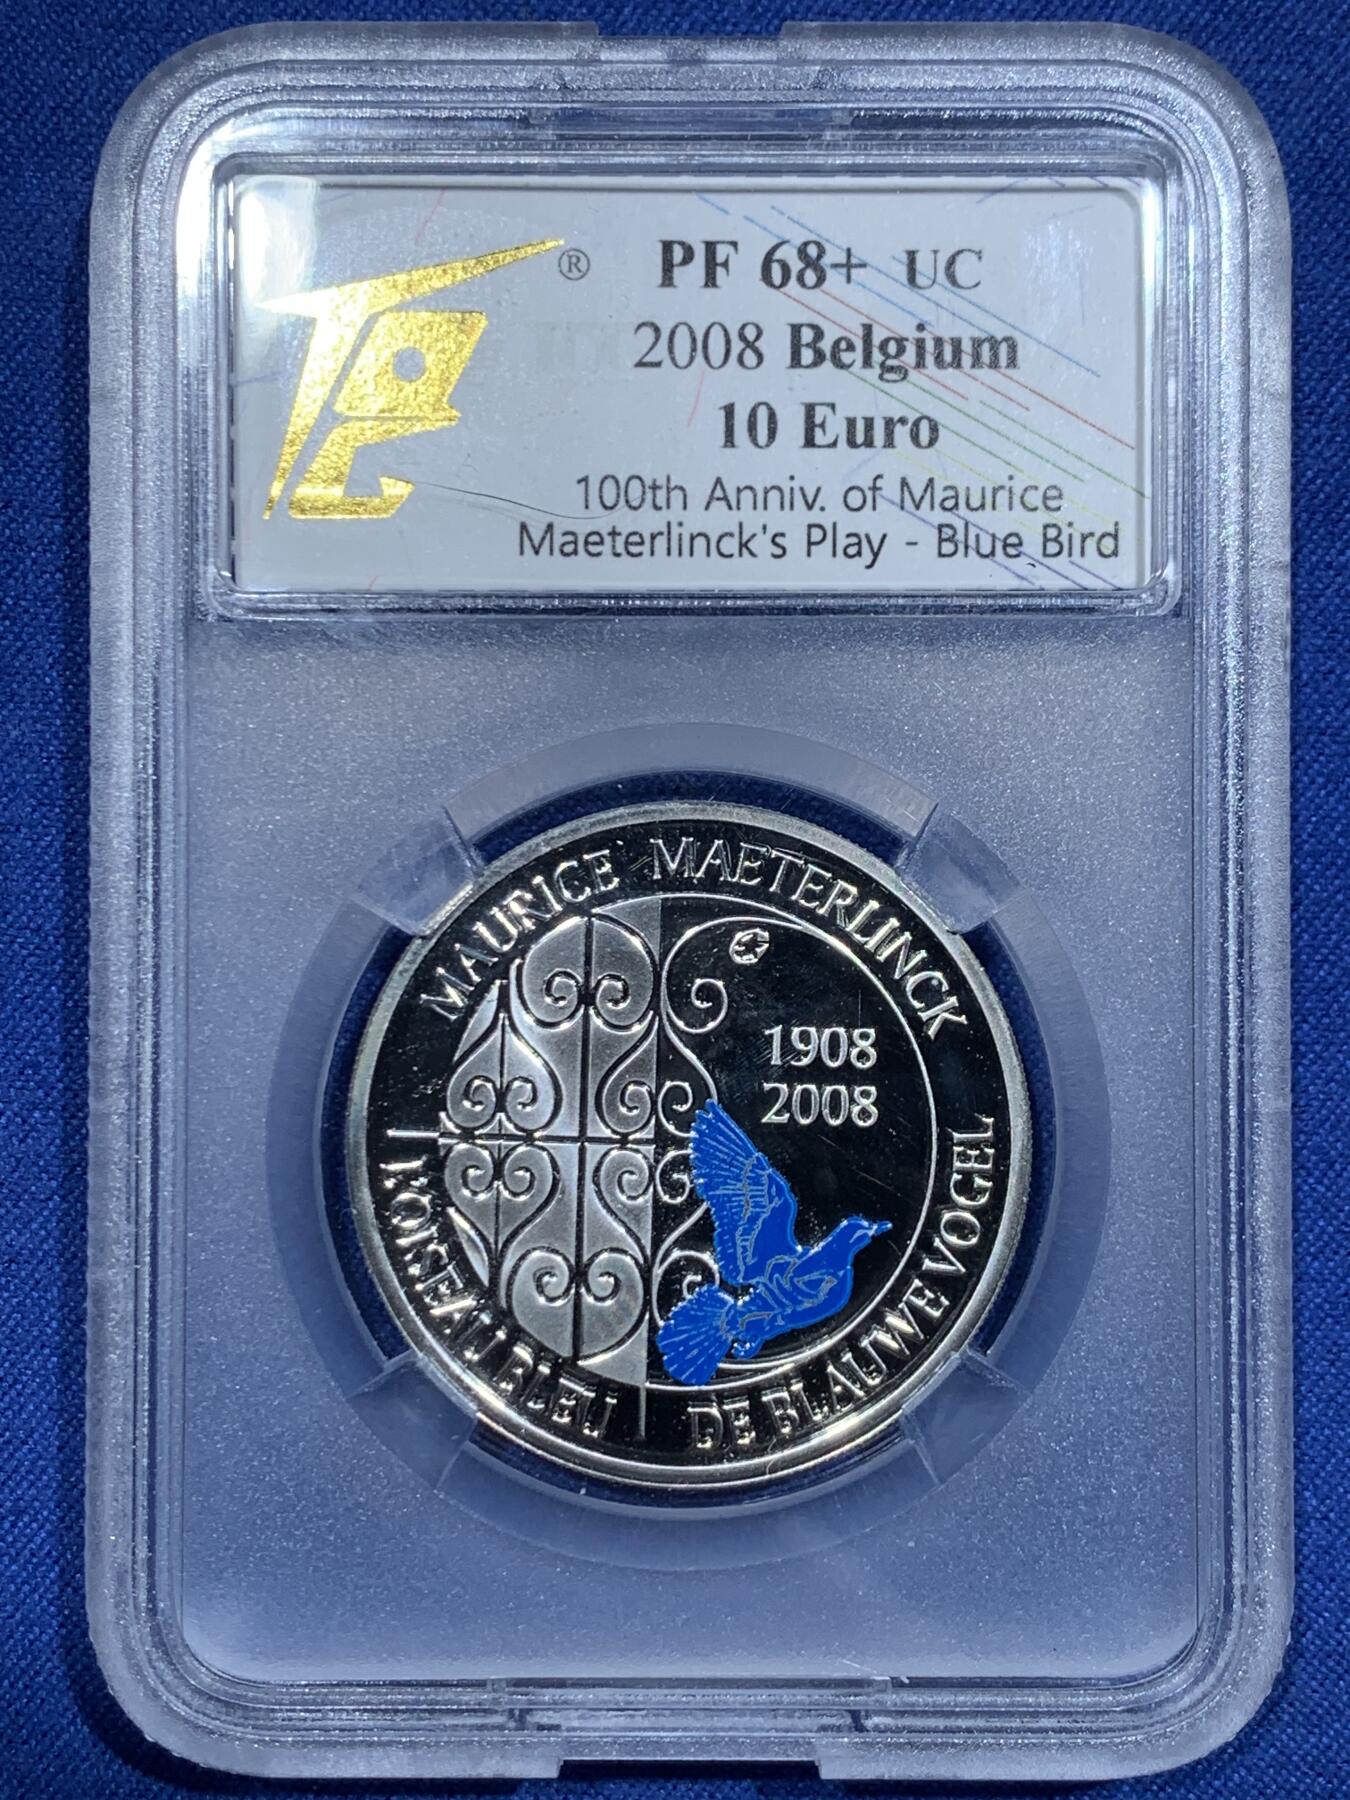 ® PF 68+ UC
2008 Belgium
10 Euro
100th Anniv. of Maurice
Maeterlinck's Play - Blue Bird
MAURICE MAETERLINCK
1908
2008
L'OISEAU BLEU
DE BLAUWE VOGEL